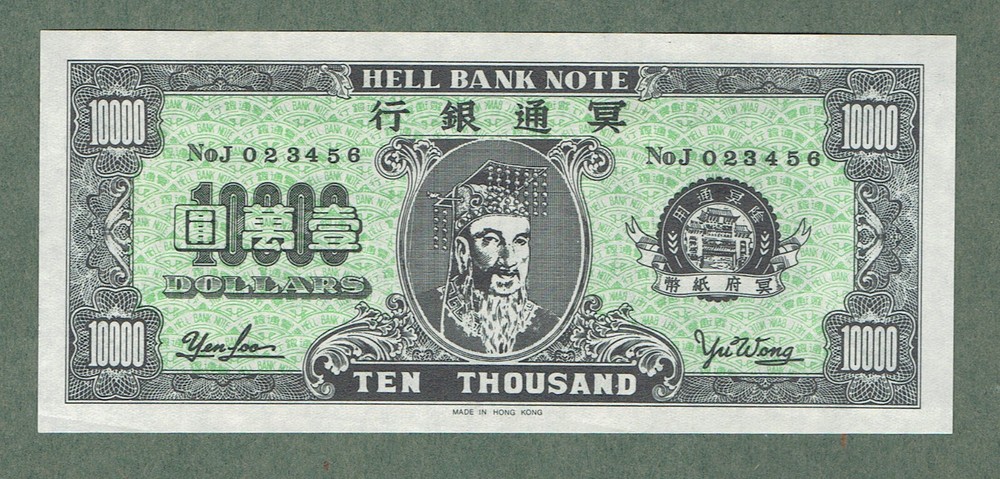 HELL BANK NOTE
行銀通冥
10000
10000
NoJ 023456
NoJ 023456
10000
圓萬壹
DOLLARS
用通冥陰
幣紙府冥
Yen Loo
Yu Wong
10000
10000
TEN THOUSAND
MADE IN HONG KONG